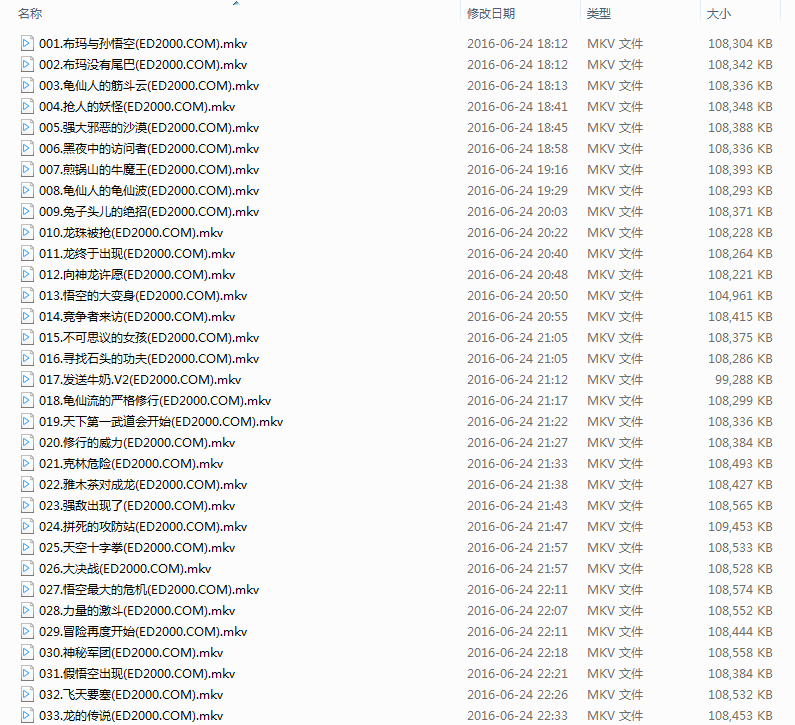 名称 修改日期 类型 大小
001.布玛与孙悟空(ED2000.COM).mkv 2016-06-24 18:12 MKV 文件 108,304 KB
002.布玛没有尾巴(ED2000.COM).mkv 2016-06-24 18:12 MKV 文件 108,342 KB
003.龟仙人的筋斗云(ED2000.COM).mkv 2016-06-24 18:13 MKV 文件 108,336 KB
004.抢人的妖怪(ED2000.COM).mkv 2016-06-24 18:41 MKV 文件 108,348 KB
005.强大邪恶的沙漠(ED2000.COM).mkv 2016-06-24 18:45 MKV 文件 108,388 KB
006.黑夜中的访问者(ED2000.COM).mkv 2016-06-24 18:58 MKV 文件 108,336 KB
007.煎锅山的牛魔王(ED2000.COM).mkv 2016-06-24 19:16 MKV 文件 108,393 KB
008.龟仙人的龟仙波(ED2000.COM).mkv 2016-06-24 19:29 MKV 文件 108,293 KB
009.兔子头儿的绝招(ED2000.COM).mkv 2016-06-24 20:03 MKV 文件 108,371 KB
010.龙珠被抢(ED2000.COM).mkv 2016-06-24 20:22 MKV 文件 108,228 KB
011.龙终于出现(ED2000.COM).mkv 2016-06-24 20:40 MKV 文件 108,264 KB
012.向神龙许愿(ED2000.COM).mkv 2016-06-24 20:48 MKV 文件 108,221 KB
013.悟空的大变身(ED2000.COM).mkv 2016-06-24 20:50 MKV 文件 104,961 KB
014.竞争者来访(ED2000.COM).mkv 2016-06-24 20:55 MKV 文件 108,415 KB
015.不可思议的女孩(ED2000.COM).mkv 2016-06-24 21:05 MKV 文件 108,375 KB
016.寻找石头的功夫(ED2000.COM).mkv 2016-06-24 21:05 MKV 文件 108,286 KB
017.发送牛奶.V2(ED2000.COM).mkv 2016-06-24 21:12 MKV 文件 99,288 KB
018.龟仙流的严格修行(ED2000.COM).mkv 2016-06-24 21:17 MKV 文件 108,299 KB
019.天下第一武道会开始(ED2000.COM).mkv 2016-06-24 21:22 MKV 文件 108,336 KB
020.修行的威力(ED2000.COM).mkv 2016-06-24 21:27 MKV 文件 108,384 KB
021.克林危险(ED2000.COM).mkv 2016-06-24 21:33 MKV 文件 108,493 KB
022.雅木茶对成龙(ED2000.COM).mkv 2016-06-24 21:38 MKV 文件 108,427 KB
023.强敌出现了(ED2000.COM).mkv 2016-06-24 21:43 MKV 文件 108,565 KB
024.拼死的攻防站(ED2000.COM).mkv 2016-06-24 21:47 MKV 文件 109,453 KB
025.天空十字拳(ED2000.COM).mkv 2016-06-24 21:57 MKV 文件 108,533 KB
026.大决战(ED2000.COM).mkv 2016-06-24 21:57 MKV 文件 108,528 KB
027.悟空最大的危机(ED2000.COM).mkv 2016-06-24 22:11 MKV 文件 108,574 KB
028.力量的激斗(ED2000.COM).mkv 2016-06-24 22:07 MKV 文件 108,552 KB
029.冒险再度开始(ED2000.COM).mkv 2016-06-24 22:11 MKV 文件 108,444 KB
030.神秘军团(ED2000.COM).mkv 2016-06-24 22:18 MKV 文件 108,558 KB
031.假悟空出现(ED2000.COM).mkv 2016-06-24 22:21 MKV 文件 108,384 KB
032.飞天要塞(ED2000.COM).mkv 2016-06-24 22:26 MKV 文件 108,532 KB
033.龙的传说(ED2000.COM).mkv 2016-06-24 22:33 MKV 文件 108,453 KB